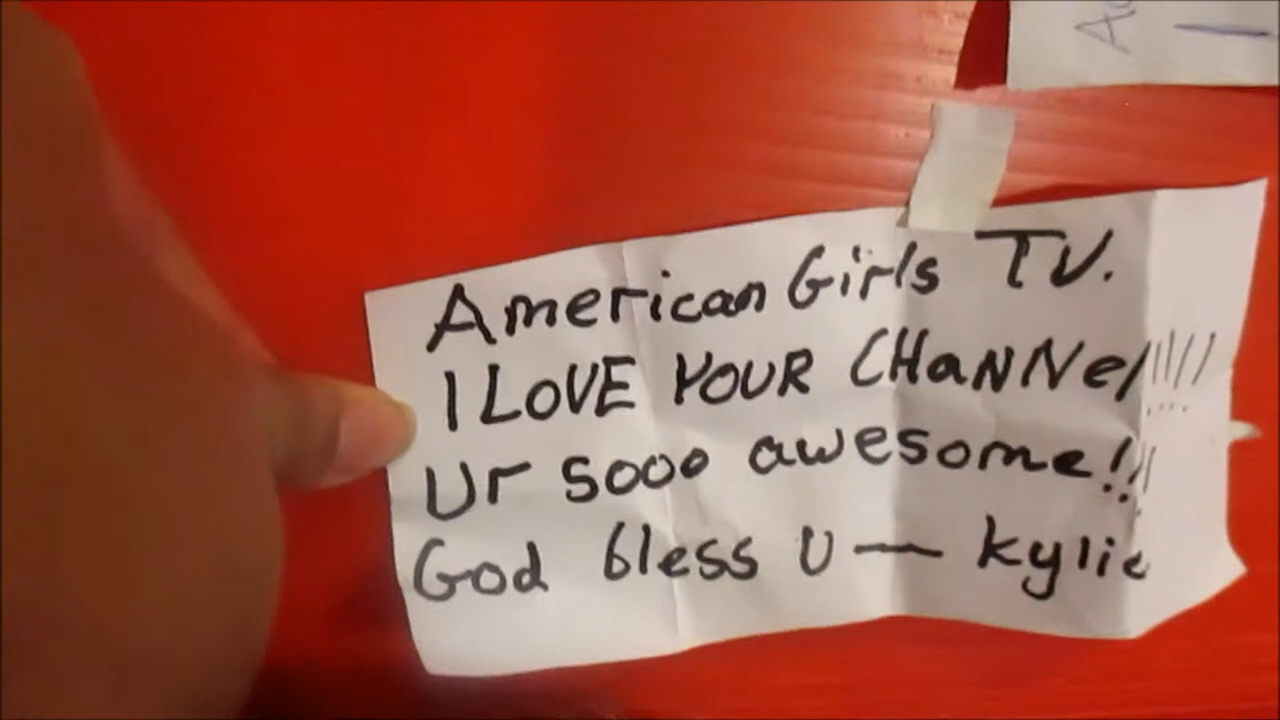 American Girls TV.
I LOVE YOUR CHaNNel!!!!
Ur sooo awesome!!!
God bless U — Kylie